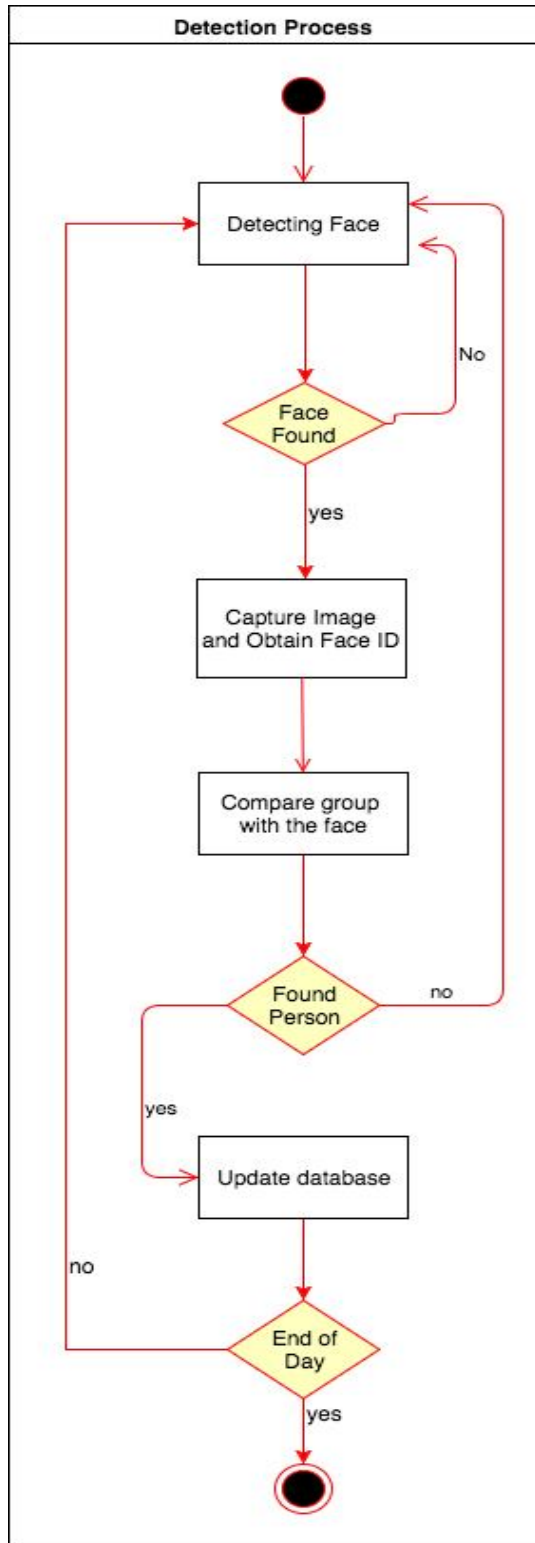 Detection Process
Detecting Face
No
Face
Found
yes
Capture Image
and Obtain Face ID
Compare group
with the face
Found
Person
no
yes
Update database
no
End of
Day
yes